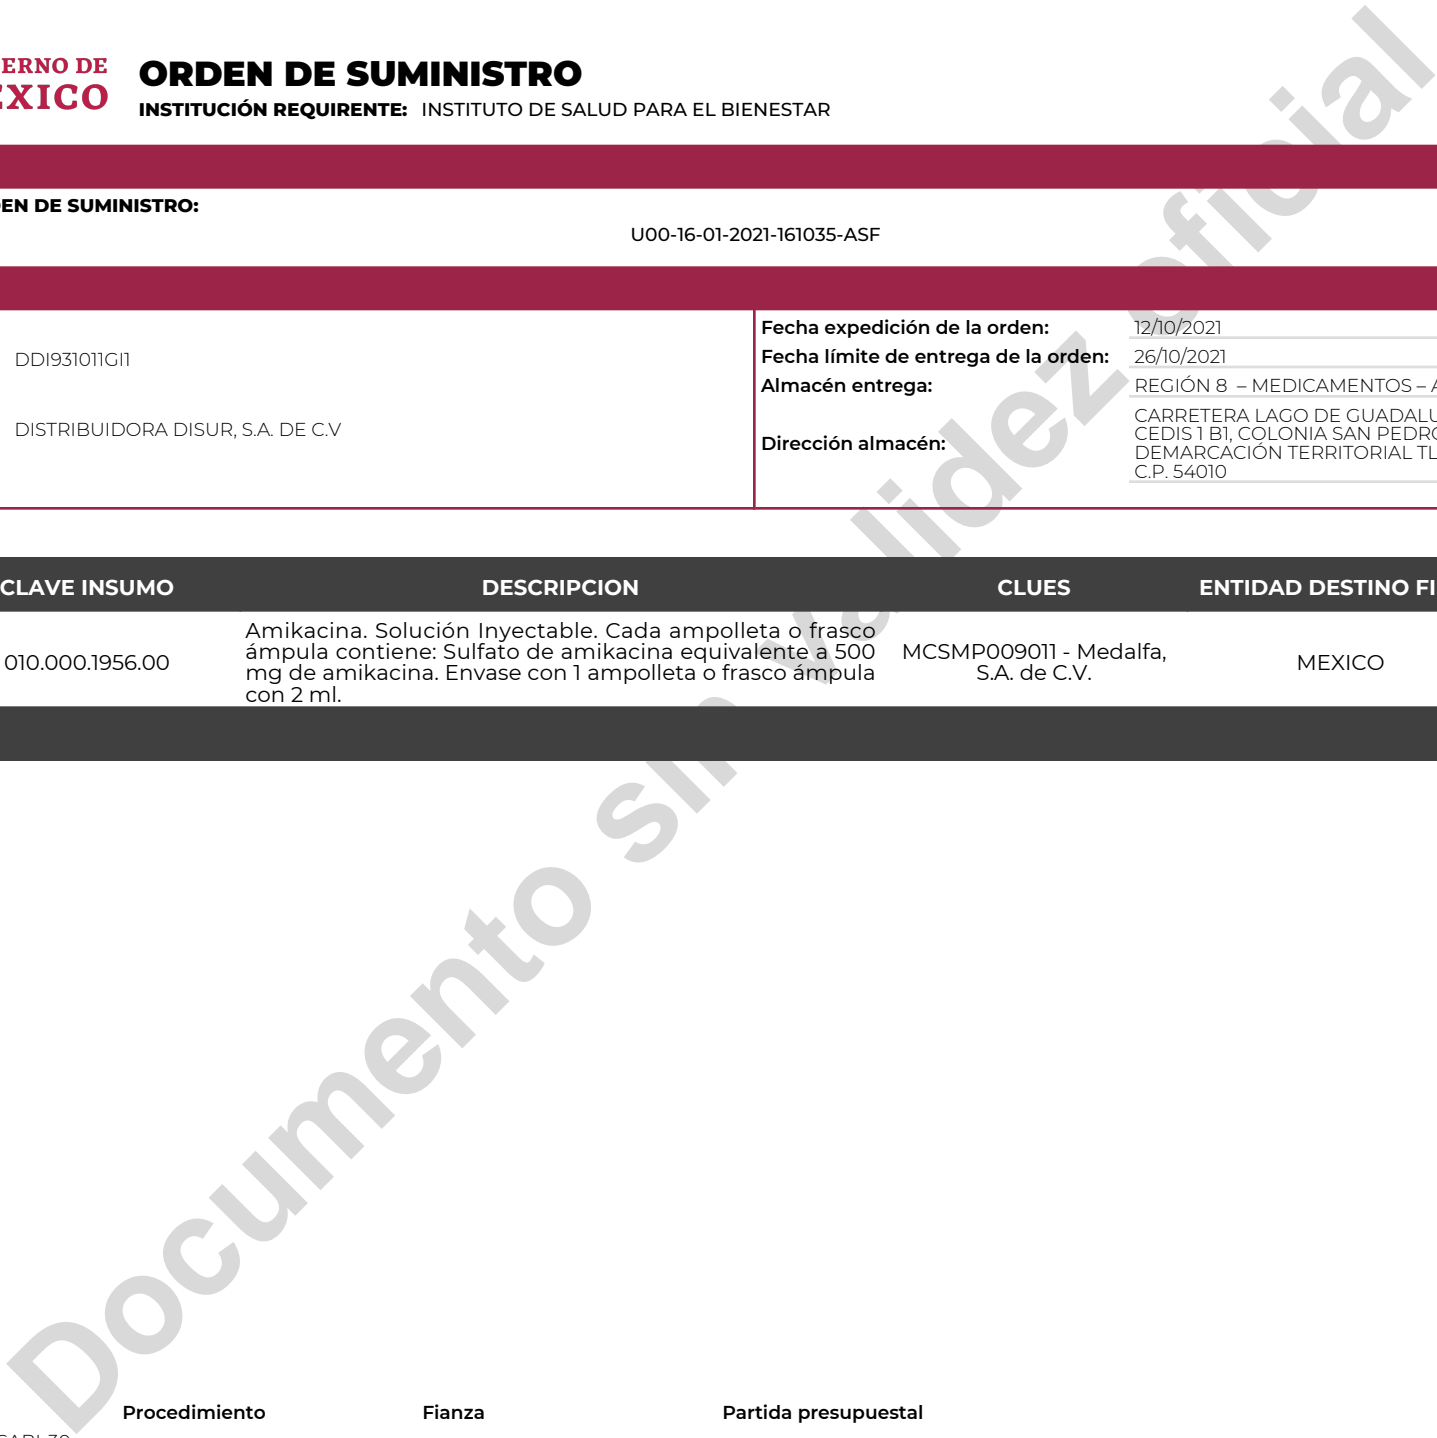 ERNO DE
EXICO
ORDEN DE SUMINISTRO
INSTITUCIÓN REQUIRENTE: INSTITUTO DE SALUD PARA EL BIENESTAR
EN DE SUMINISTRO:
U00-16-01-2021-161035-ASF
DDI931011GI1
DISTRIBUIDORA DISUR, S.A. DE C.V
Fecha expedición de la orden: 12/10/2021
Fecha límite de entrega de la orden: 26/10/2021
Almacén entrega: REGIÓN 8 – MEDICAMENTOS – A
Dirección almacén:
CARRETERA LAGO DE GUADALU
CEDIS 1 B1, COLONIA SAN PEDRO
DEMARCACIÓN TERRITORIAL TL
C.P. 54010
CLAVE INSUMO DESCRIPCION CLUES ENTIDAD DESTINO FI
010.000.1956.00
Amikacina. Solución Inyectable. Cada ampolleta o frasco
ámpula contiene: Sulfato de amikacina equivalente a 500
mg de amikacina. Envase con 1 ampolleta o frasco ámpula
con 2 ml.
MCSMP009011 - Medalfa,
S.A. de C.V.
MEXICO
Documento sin validez oficial
Procedimiento Fianza Partida presupuestal